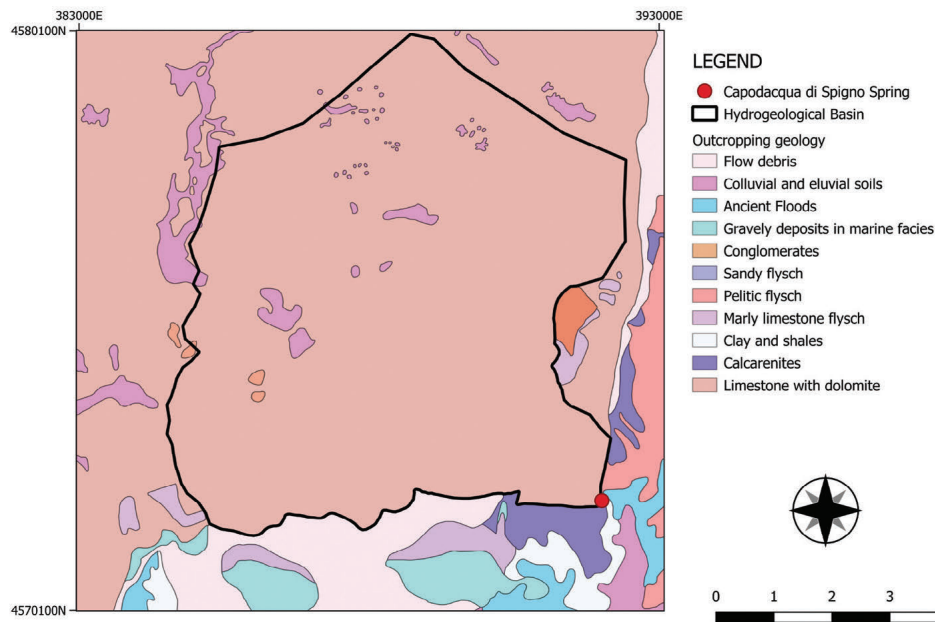 383000E
393000E
4580100N
4570100N
LEGEND
Capodacqua di Spigno Spring
Hydrogeological Basin
Outcropping geology
Flow debris
Colluvial and eluvial soils
Ancient Floods
Gravely deposits in marine facies
Conglomerates
Sandy flysch
Pelitic flysch
Marly limestone flysch
Clay and shales
Calcarenites
Limestone with dolomite
0 1 2 3